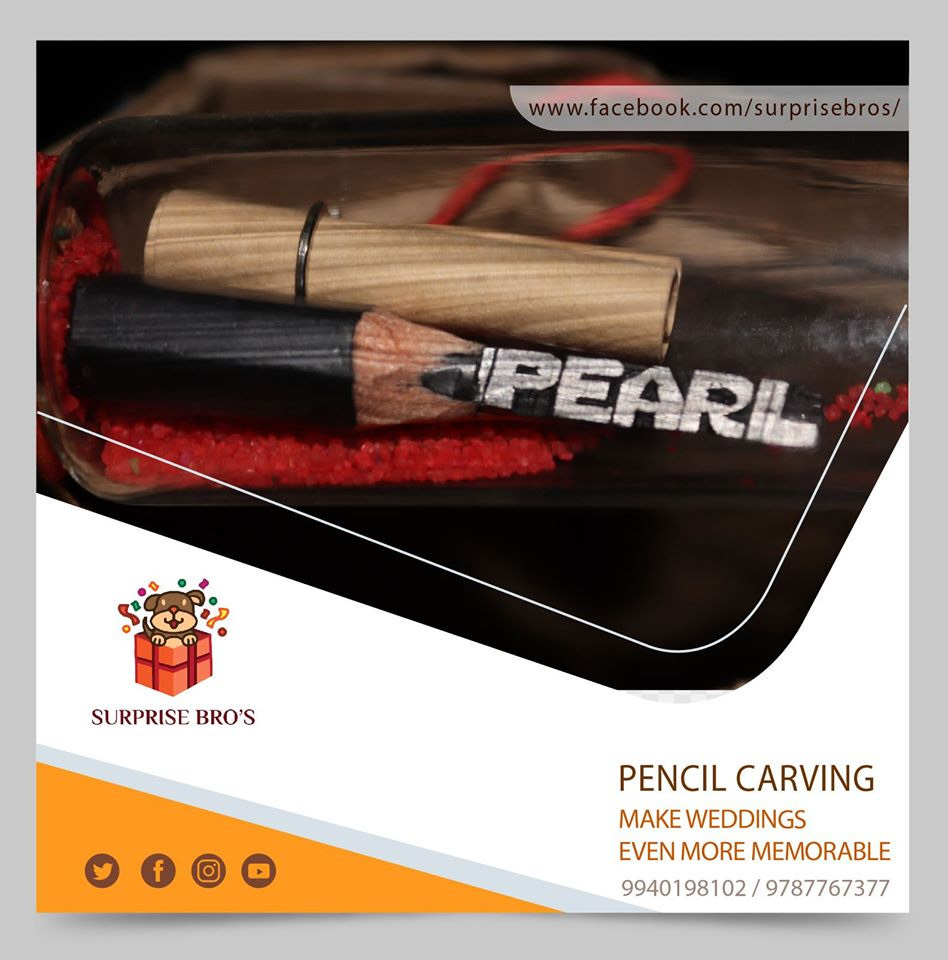 www.facebook.com/surprisebros/
PEARL
SURPRISE BRO'S
PENCIL CARVING
MAKE WEDDINGS
EVEN MORE MEMORABLE
9940198102 / 9787767377